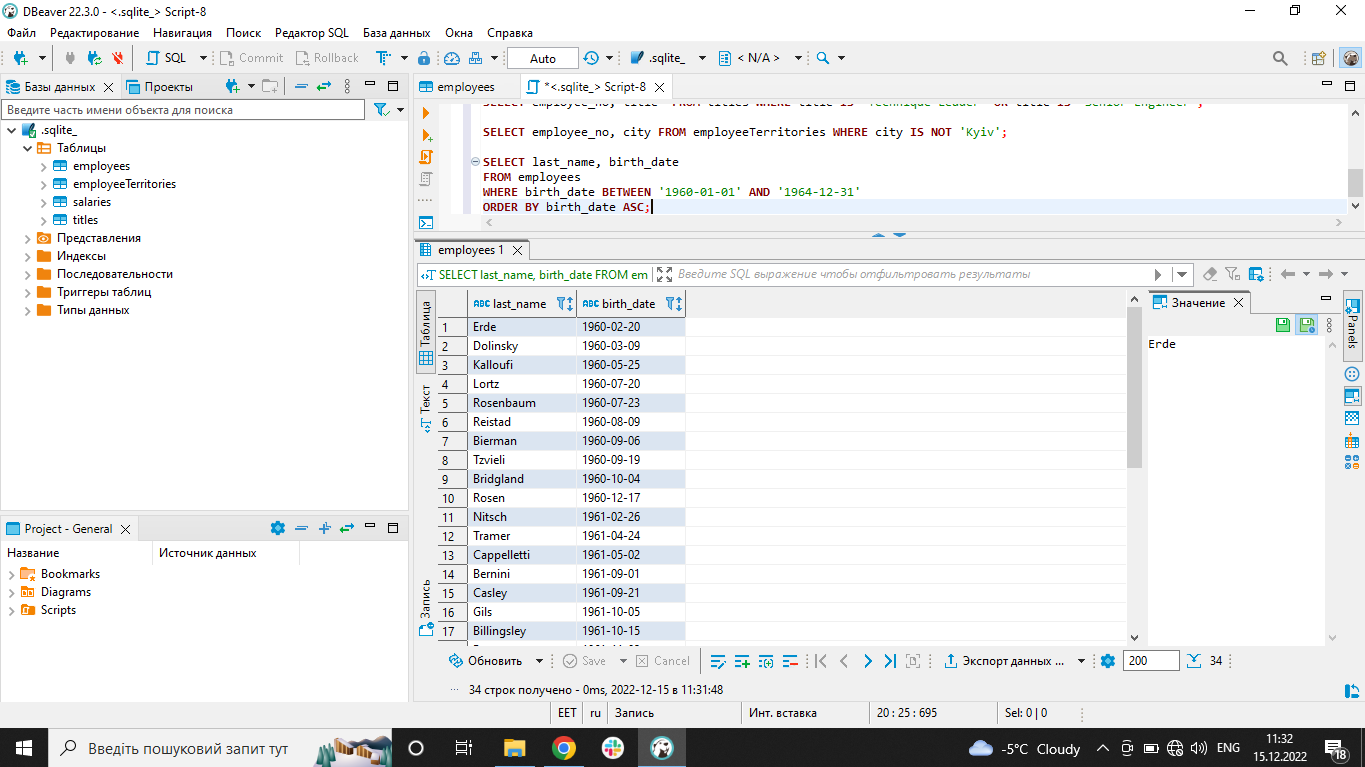 DBeaver 22.3.0 - <.sqlite_> Script-8
Файл Редактирование Навигация Поиск Редактор SQL База данных Окна Справка
SQL Commit Rollback Auto .sqlite_ < N/A >
Базы данных Проекты
Введите часть имени объекта для поиска
.sqlite_
Таблицы
employees
employeeTerritories
salaries
titles
Представления
Индексы
Последовательности
Триггеры таблиц
Типы данных
Project - General
Название Источник данных
Bookmarks
Diagrams
Scripts
employees *<.sqlite_> Script-8
SELECT employee_no, title FROM titles WHERE title IS 'Technique Leader' OR title IS 'Senior Engineer';
SELECT employee_no, city FROM employeeTerritories WHERE city IS NOT 'Kyiv';
SELECT last_name, birth_date
FROM employees
WHERE birth_date BETWEEN '1960-01-01' AND '1964-12-31'
ORDER BY birth_date ASC;
employees 1
SELECT last_name, birth_date FROM em Введите SQL выражение чтобы отфильтровать результаты
Таблица
Текст
Запись
ABC last_name ABC birth_date
1 Erde 1960-02-20
2 Dolinsky 1960-03-09
3 Kalloufi 1960-05-25
4 Lortz 1960-07-20
5 Rosenbaum 1960-07-23
6 Reistad 1960-08-09
7 Bierman 1960-09-06
8 Tzvieli 1960-09-19
9 Bridgland 1960-10-04
10 Rosen 1960-12-17
11 Nitsch 1961-02-26
12 Tramer 1961-04-24
13 Cappelletti 1961-05-02
14 Bernini 1961-09-01
15 Casley 1961-09-21
16 Gils 1961-10-05
17 Billingsley 1961-10-15
Значение
Erde
Panels
Обновить Save Cancel Экспорт данных ... 200 34
34 строк получено - 0ms, 2022-12-15 в 11:31:48
EET ru Запись Инт. вставка 20 : 25 : 695 Sel: 0 | 0
Введіть пошуковий запит тут
-5°C Cloudy ENG
11:32
15.12.2022
18